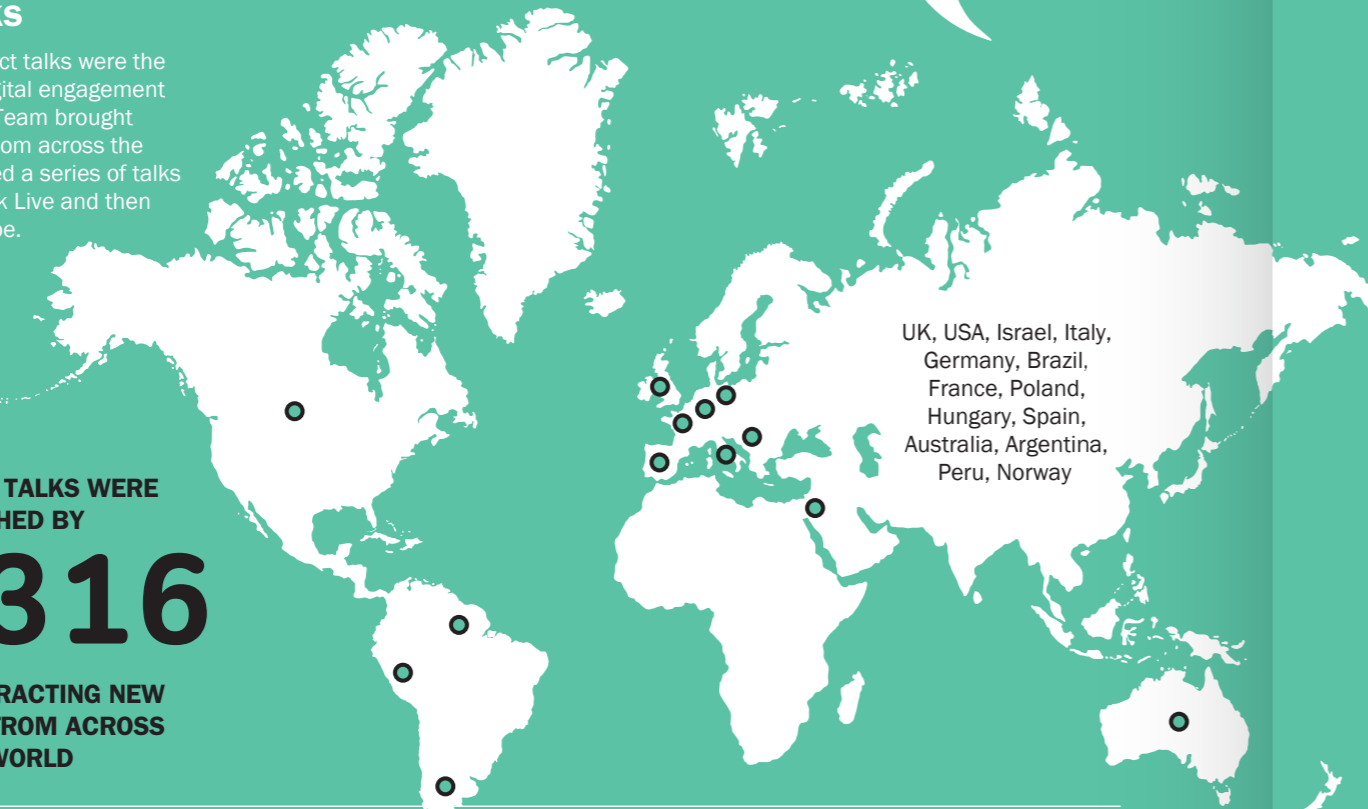 ks
ct talks were the
gital engagement
Team brought
om across the
ed a series of talks
k Live and then
be.
UK, USA, Israel, Italy,
Germany, Brazil,
France, Poland,
Hungary, Spain,
Australia, Argentina,
Peru, Norway
TALKS WERE
HED BY
316
RACTING NEW
FROM ACROSS
WORLD